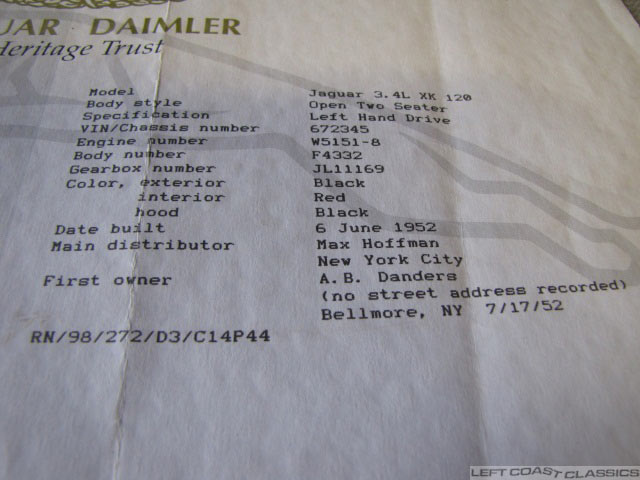 UAR · DAIMLER
Heritage Trust
Model Jaguar 3.4L XK 120
Body style Open Two Seater
Specification Left Hand Drive
VIN/Chassis number 672345
Engine number W5151-8
Body number F4332
Gearbox number JL11169
Color, exterior Black
interior Red
hood Black
Date built 6 June 1952
Main distributor Max Hoffman
New York City
First owner A.B. Danders
(no street address recorded)
Bellmore, NY 7/17/52
RN/98/272/D3/C14P44
LEFT COAST CLASSICS